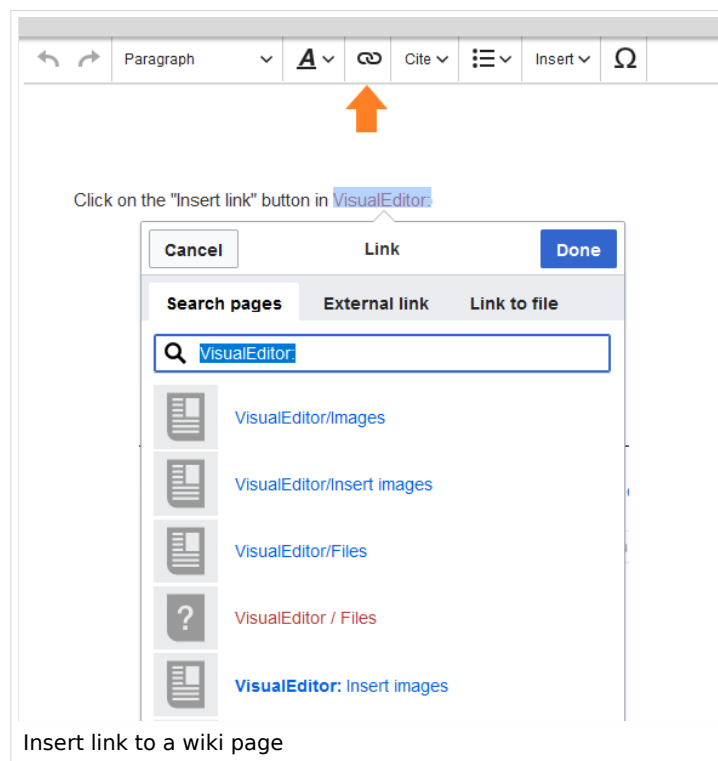 Paragraph A Cite Insert Ω
Click on the "Insert link" button in VisualEditor:
Cancel Link Done
Search pages External link Link to file
VisualEditor:
VisualEditor/Images
VisualEditor/Insert images
VisualEditor/Files
? VisualEditor / Files
VisualEditor: Insert images
Insert link to a wiki page